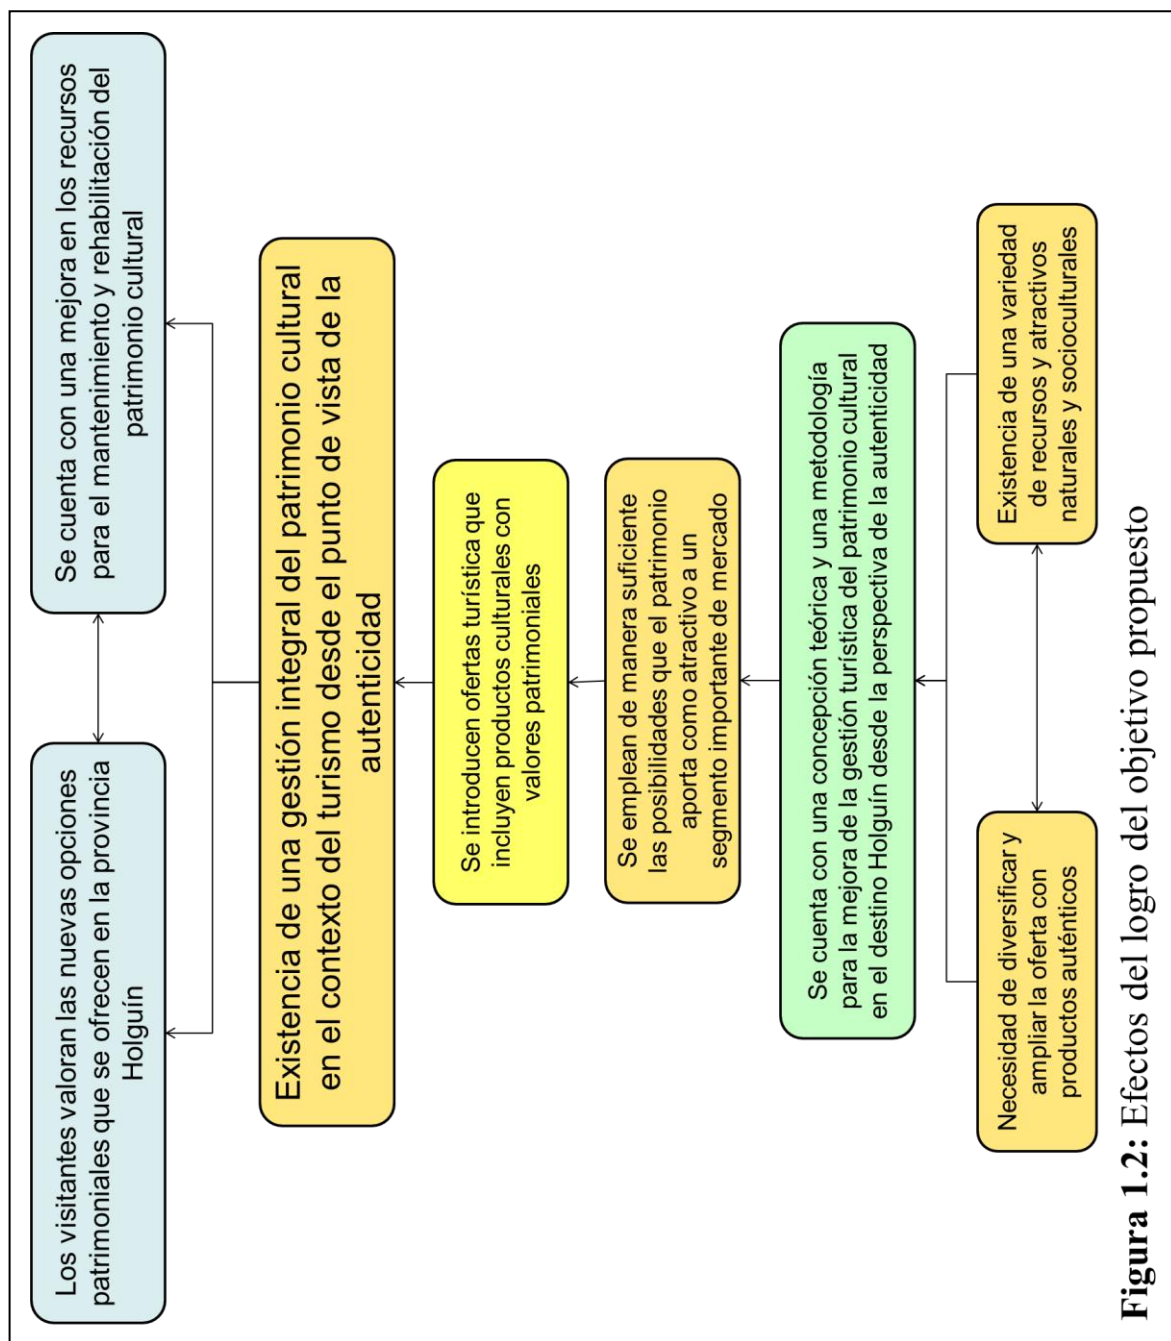 Los visitantes valoran las nuevas opciones
patrimoniales que se ofrecen en la provincia
Holguín
Se cuenta con una mejora en los recursos
para el mantenimiento y rehabilitación del
patrimonio cultural
Existencia de una gestión integral del patrimonio cultural
en el contexto del turismo desde el punto de vista de la
autenticidad
Se introducen ofertas turística que
incluyen productos culturales con
valores patrimoniales
Se emplean de manera suficiente
las posibilidades que el patrimonio
aporta como atractivo a un
segmento importante de mercado
Se cuenta con una concepción teórica y una metodología
para la mejora de la gestión turística del patrimonio cultural
en el destino Holguín desde la perspectiva de la autenticidad
Necesidad de diversificar y
ampliar la oferta con
productos auténticos
Existencia de una variedad
de recursos y atractivos
naturales y socioculturales
Figura 1.2: Efectos del logro del objetivo propuesto